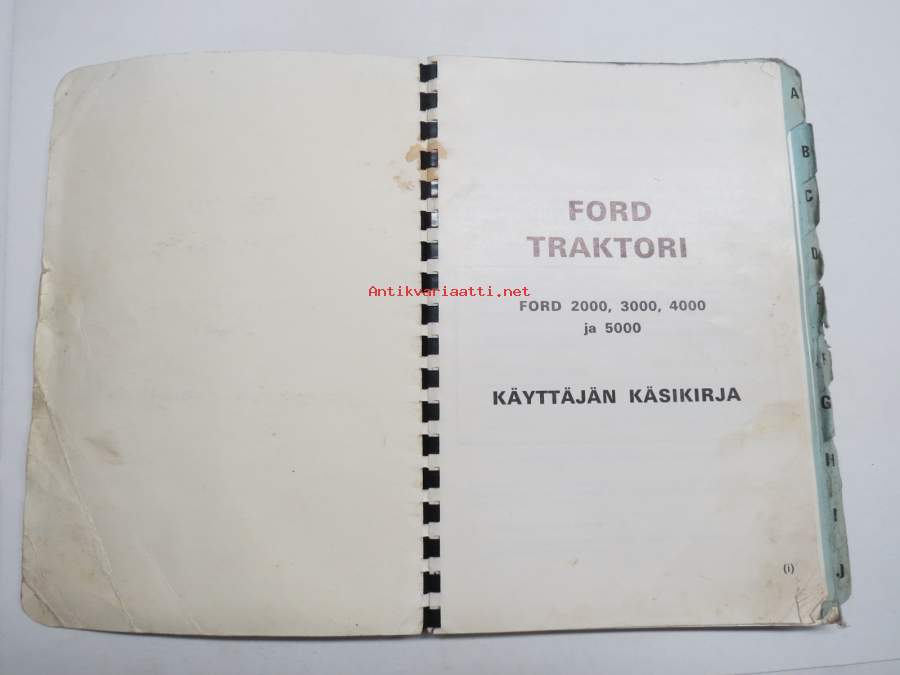 FORD
TRAKTORI
Antikvariaatti.net
FORD 2000, 3000, 4000
ja 5000
KÄYTTÄJÄN KÄSIKIRJA
(i)
A
B
C
D
F
G
H
I
J